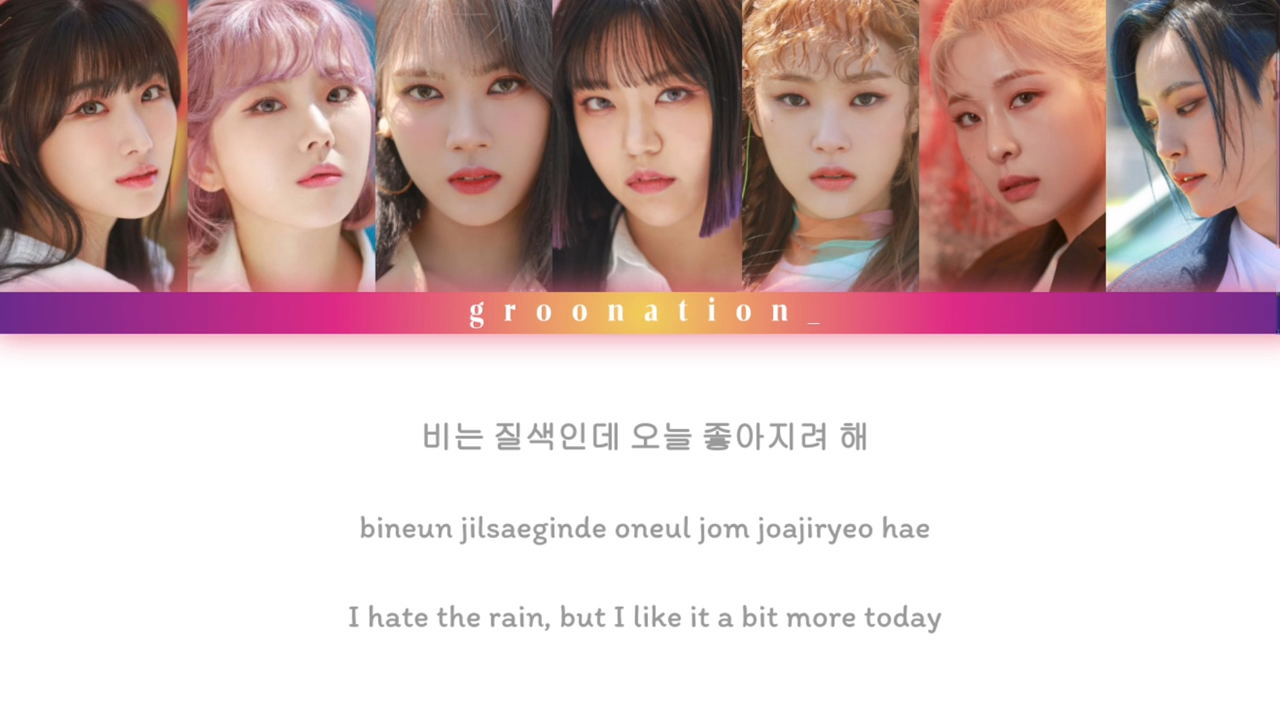 groonation_
비는 질색인데 오늘 좋아지려 해
bineun jilsaeginde oneul jom joajiryeo hae
I hate the rain, but I like it a bit more today